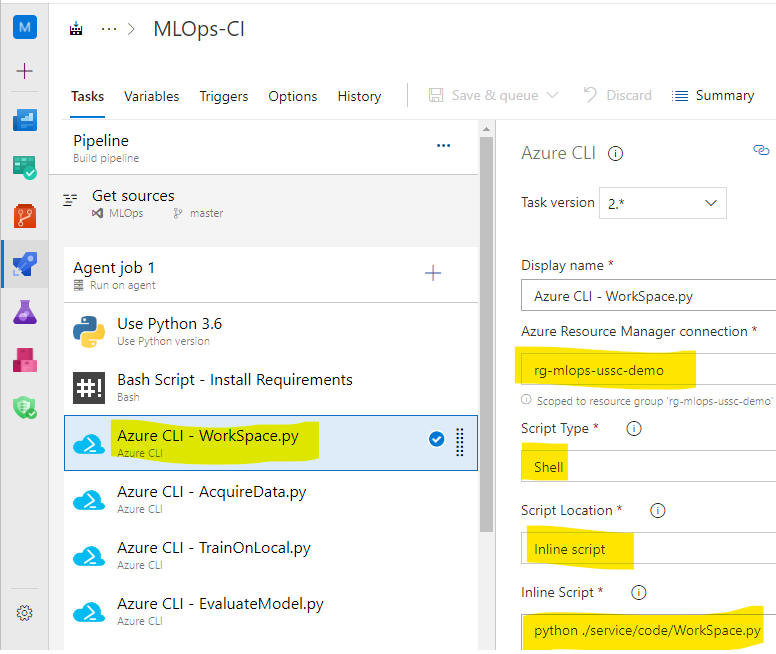 M
... > MLOps-CI
Tasks Variables Triggers Options History Save & queue Discard Summary
Pipeline
Build pipeline
...
Get sources
MLOps master
Agent job 1
Run on agent
Use Python 3.6
Use Python version
#!
Bash Script - Install Requirements
Bash
Azure CLI - WorkSpace.py
Azure CLI
Azure CLI - AcquireData.py
Azure CLI
Azure CLI - TrainOnLocal.py
Azure CLI
Azure CLI - EvaluateModel.py
Azure CLI
Azure CLI
Task version 2.*
Display name *
Azure CLI - WorkSpace.py
Azure Resource Manager connection *
rg-mlops-ussc-demo
Scoped to resource group 'rg-mlops-ussc-demo'
Script Type *
Shell
Script Location *
Inline script
Inline Script *
python ./service/code/WorkSpace.py